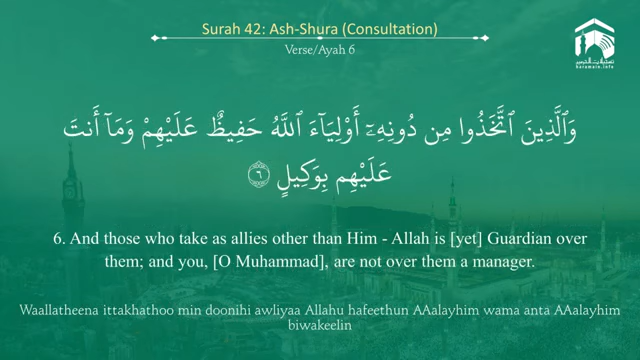 Surah 42: Ash-Shura (Consultation)
Verse/Ayah 6
haramain.info
وَٱلَّذِينَ ٱتَّخَذُوا۟ مِن دُونِهِۦٓ أَوْلِيَآءَ ٱللَّهُ حَفِيظٌ عَلَيْهِمْ وَمَآ أَنتَ
عَلَيْهِم بِوَكِيلٍ ٦
6. And those who take as allies other than Him - Allah is [yet] Guardian over
them; and you, [O Muhammad], are not over them a manager.
Waallatheena ittakhathoo min doonihi awliyaa Allahu hafeethun AAalayhim wama anta AAalayhim
biwakeelin